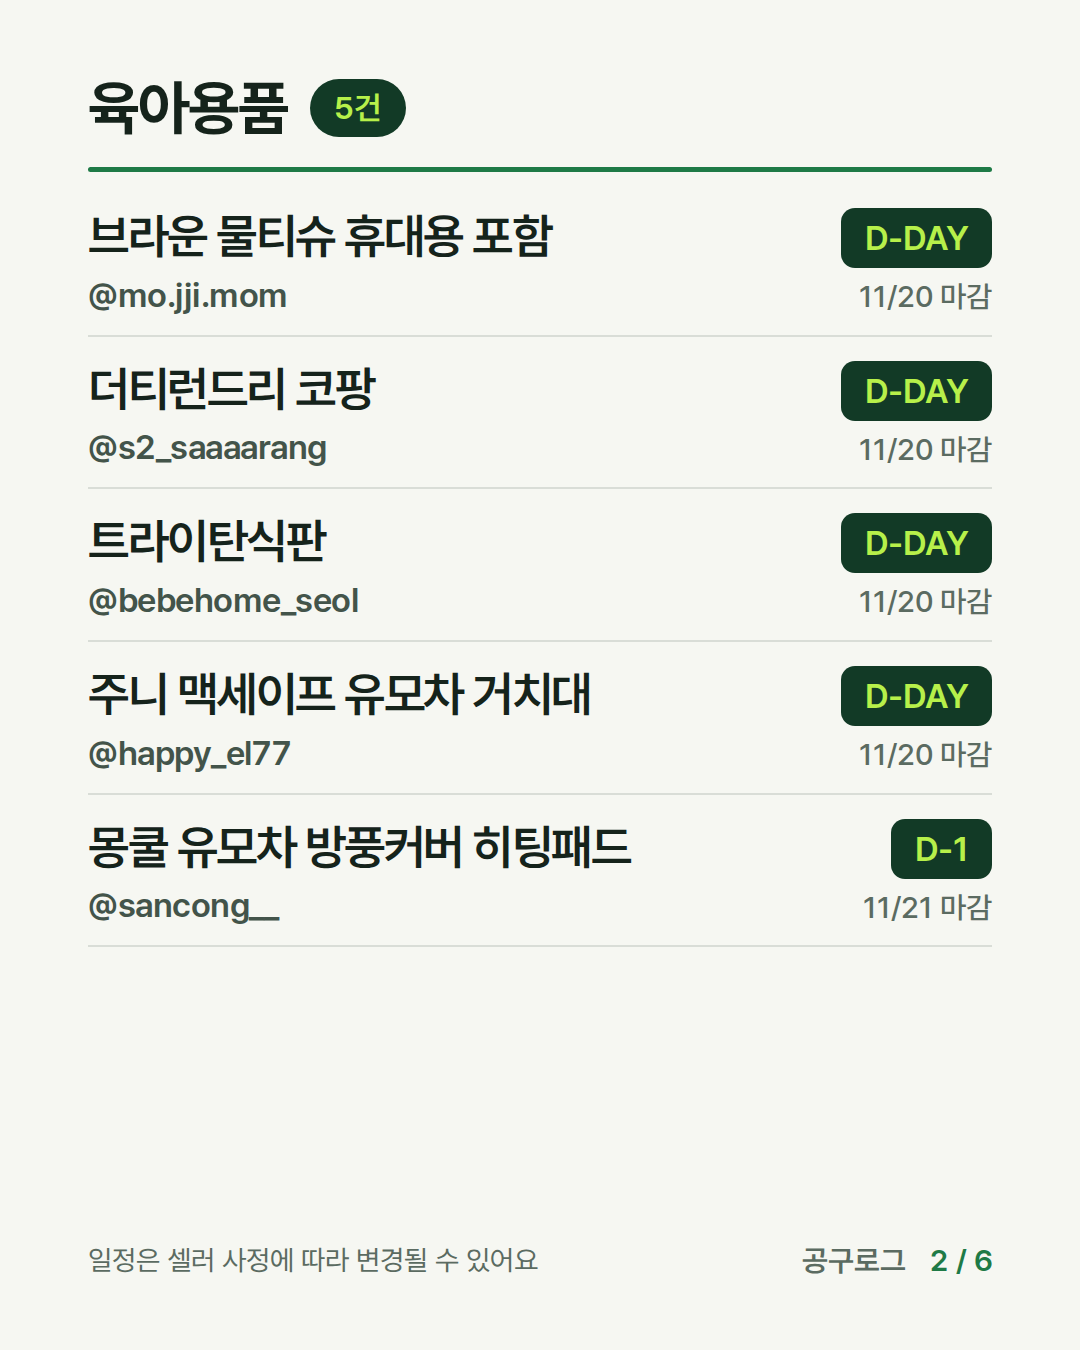 육아용품 5건
브라운 물티슈 휴대용 포함 D-DAY
@mo.jji.mom 11/20 마감
더티런드리 코팡 D-DAY
@s2_saaaarang 11/20 마감
트라이탄식판 D-DAY
@bebehome_seol 11/20 마감
주니 맥세이프 유모차 거치대 D-DAY
@happy_el77 11/20 마감
몽쿨 유모차 방풍커버 히팅패드 D-1
@sancong__ 11/21 마감
일정은 셀러 사정에 따라 변경될 수 있어요 공구로그 2 / 6